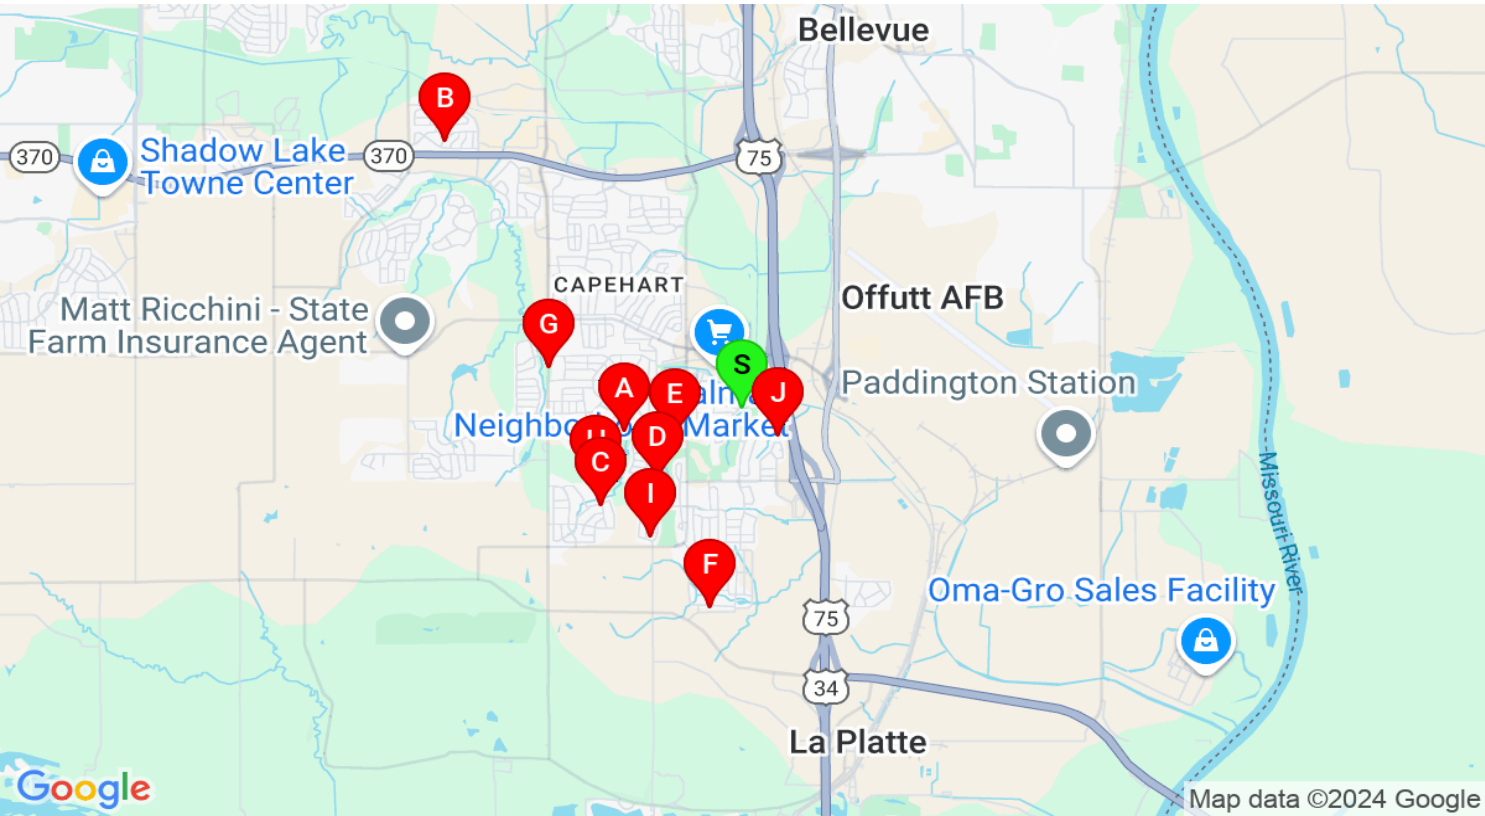 Bellevue
B
370
Shadow Lake
Towne Center
370
75
CAPEHART
Matt Ricchini - State
Farm Insurance Agent
Offutt AFB
G
S
A
E
J
Paddington Station
Market
D
C
I
Missouri River
F
Oma-Gro Sales Facility
75
34
La Platte
Google
Map data ©2024 Google